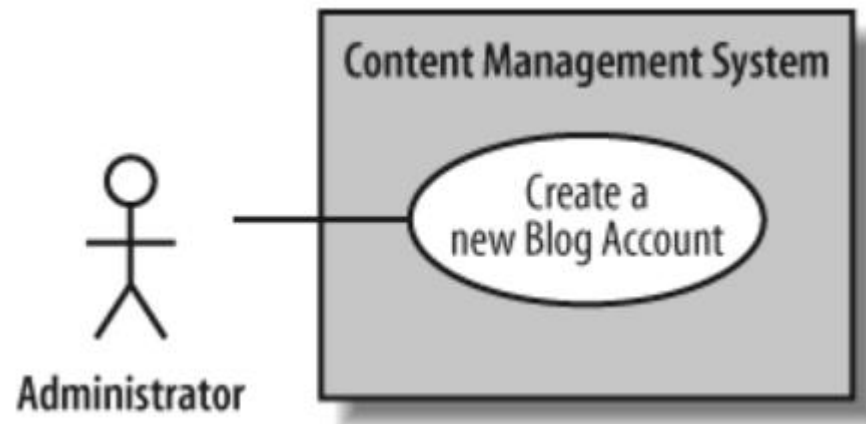 Content Management System
Create a
new Blog Account
Administrator